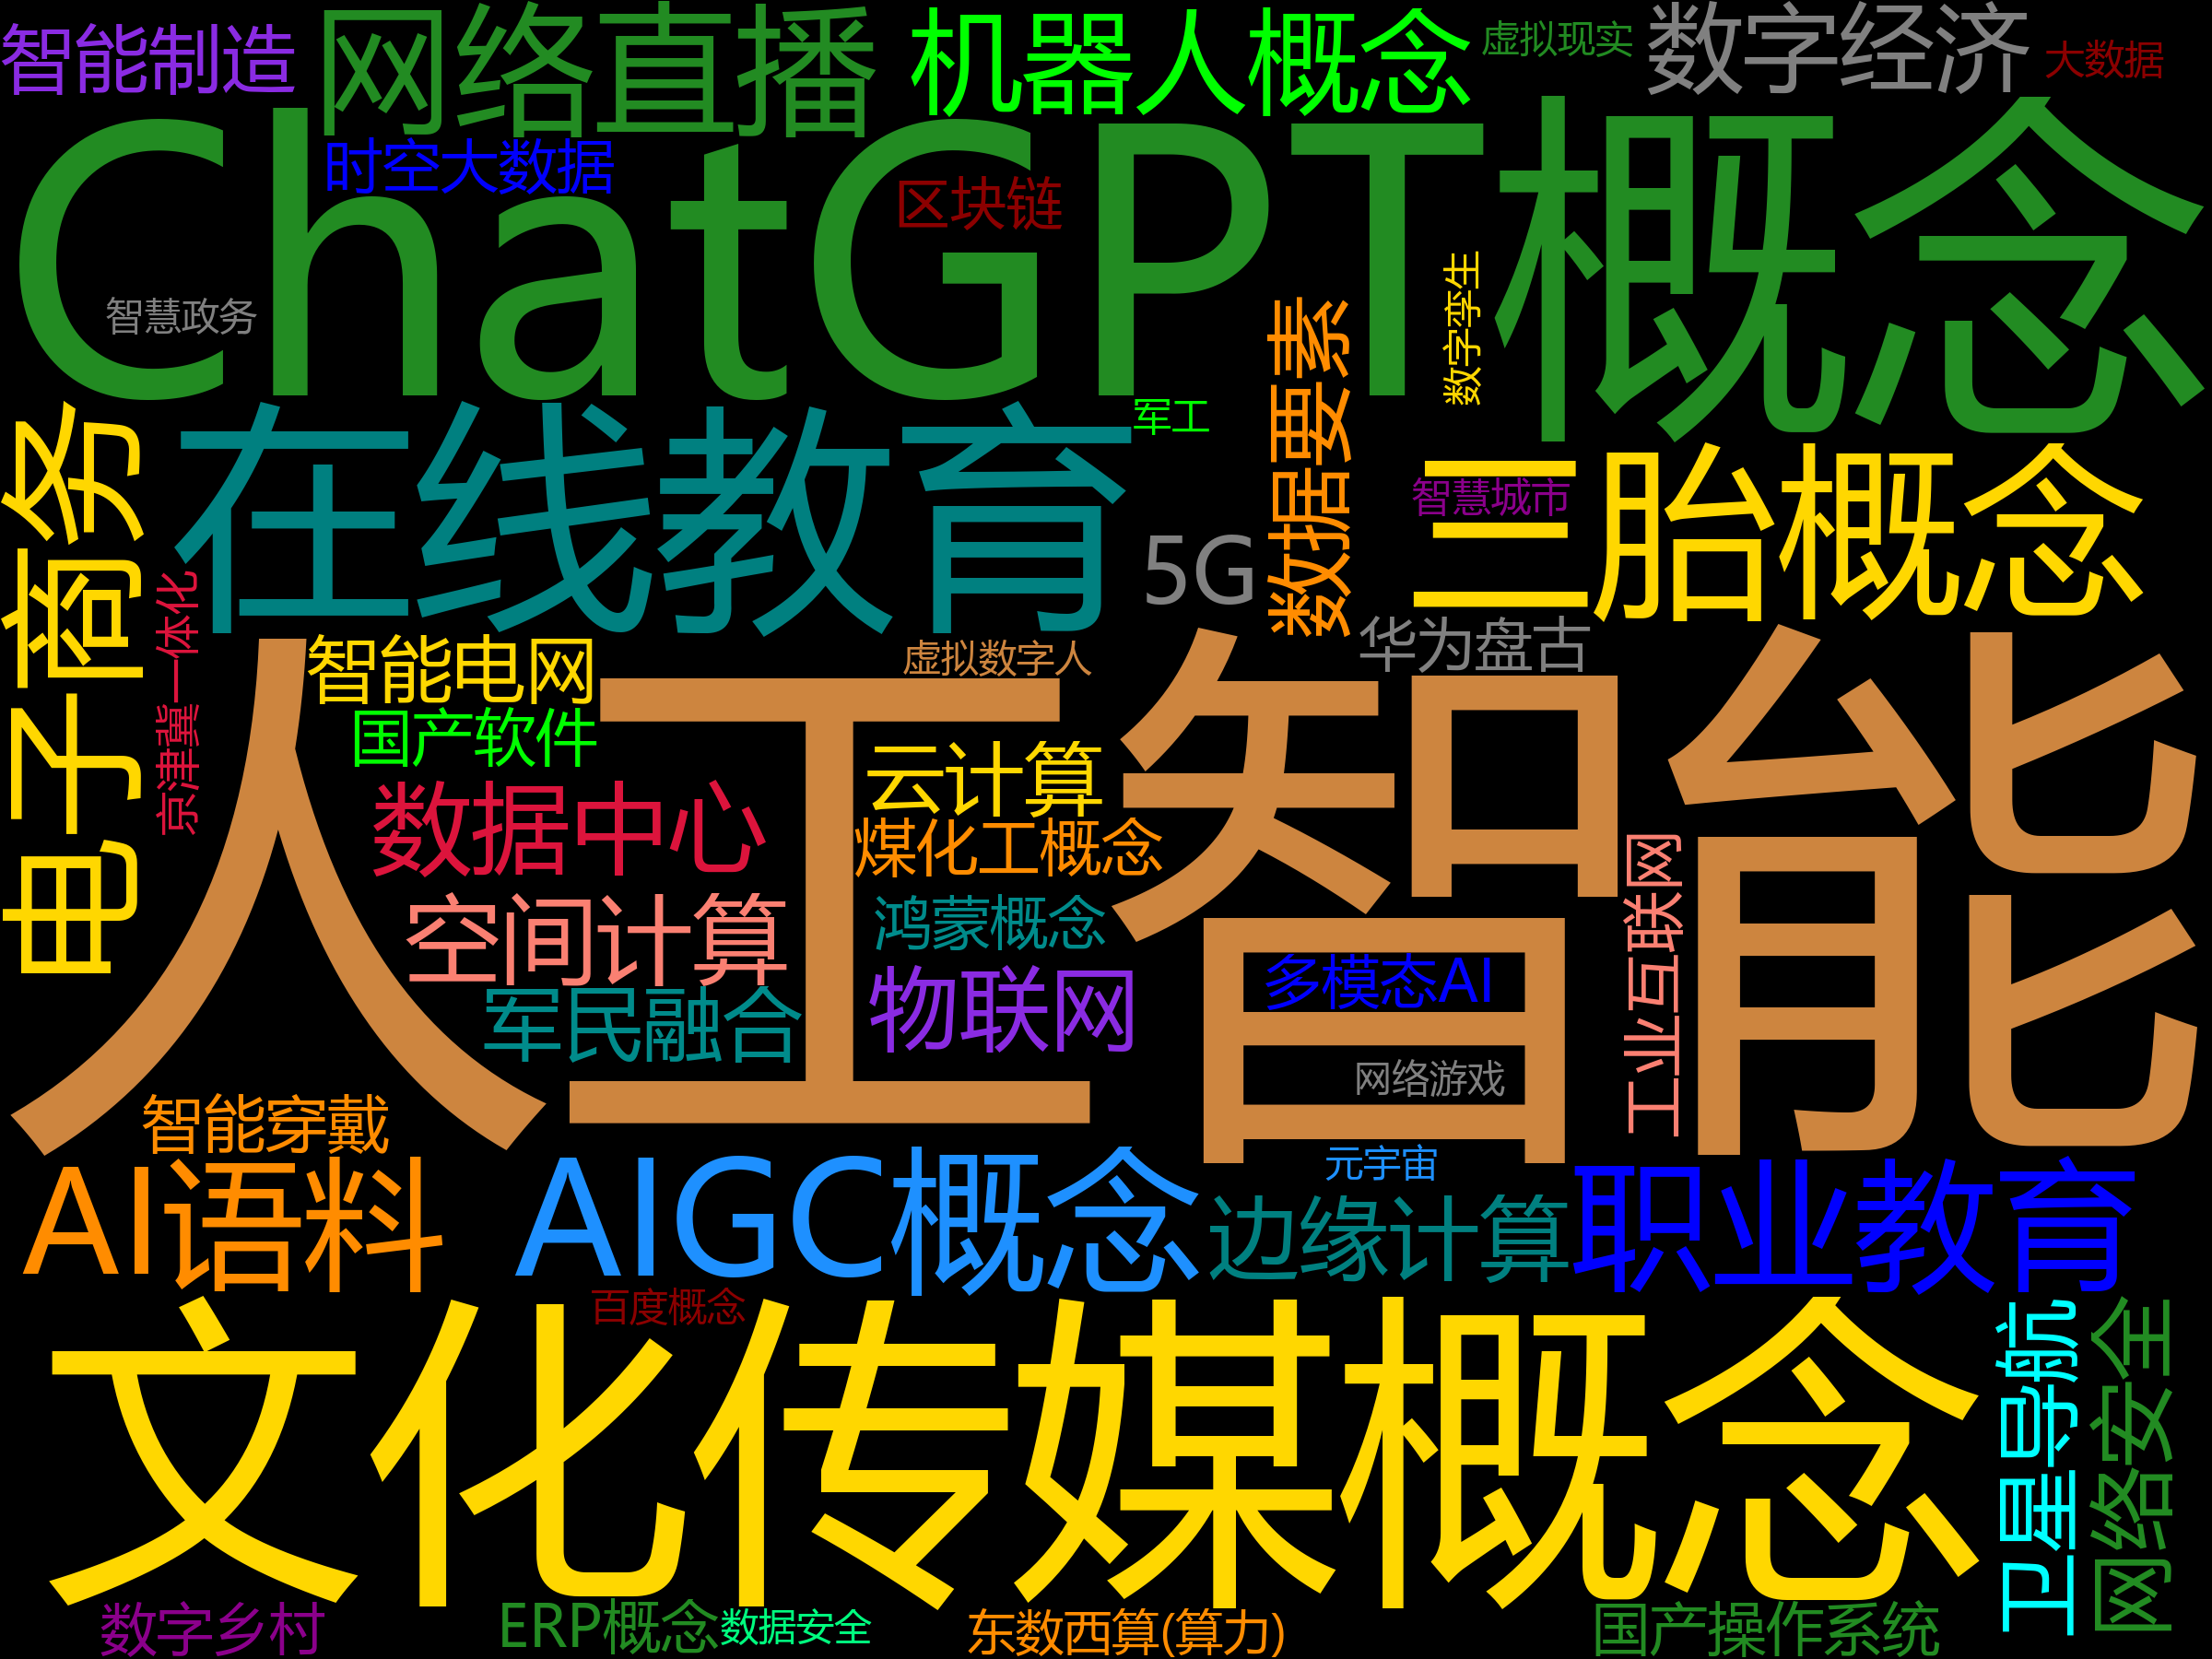 智能制造
网络直播
机器人概念
虚拟现实
数字经济
大数据
时空大数据
ChatGPT概念
区块链
智慧政务
数字孪生
数据要素
军工
电子商务
在线教育
三胎概念
智慧城市
5G
京津冀一体化
华为盘古
智能电网
虚拟数字人
人工智能
国产软件
云计算
数据中心
煤化工概念
工业互联网
空间计算
鸿蒙概念
多模态AI
物联网
军民融合
网络游戏
智能穿戴
元宇宙
AI语料
AIGC概念
边缘计算
职业教育
百度概念
文化传媒概念
卫星导航
网络安全
数字乡村
ERP概念
数据安全
东数西算(算力)
国产操作系统